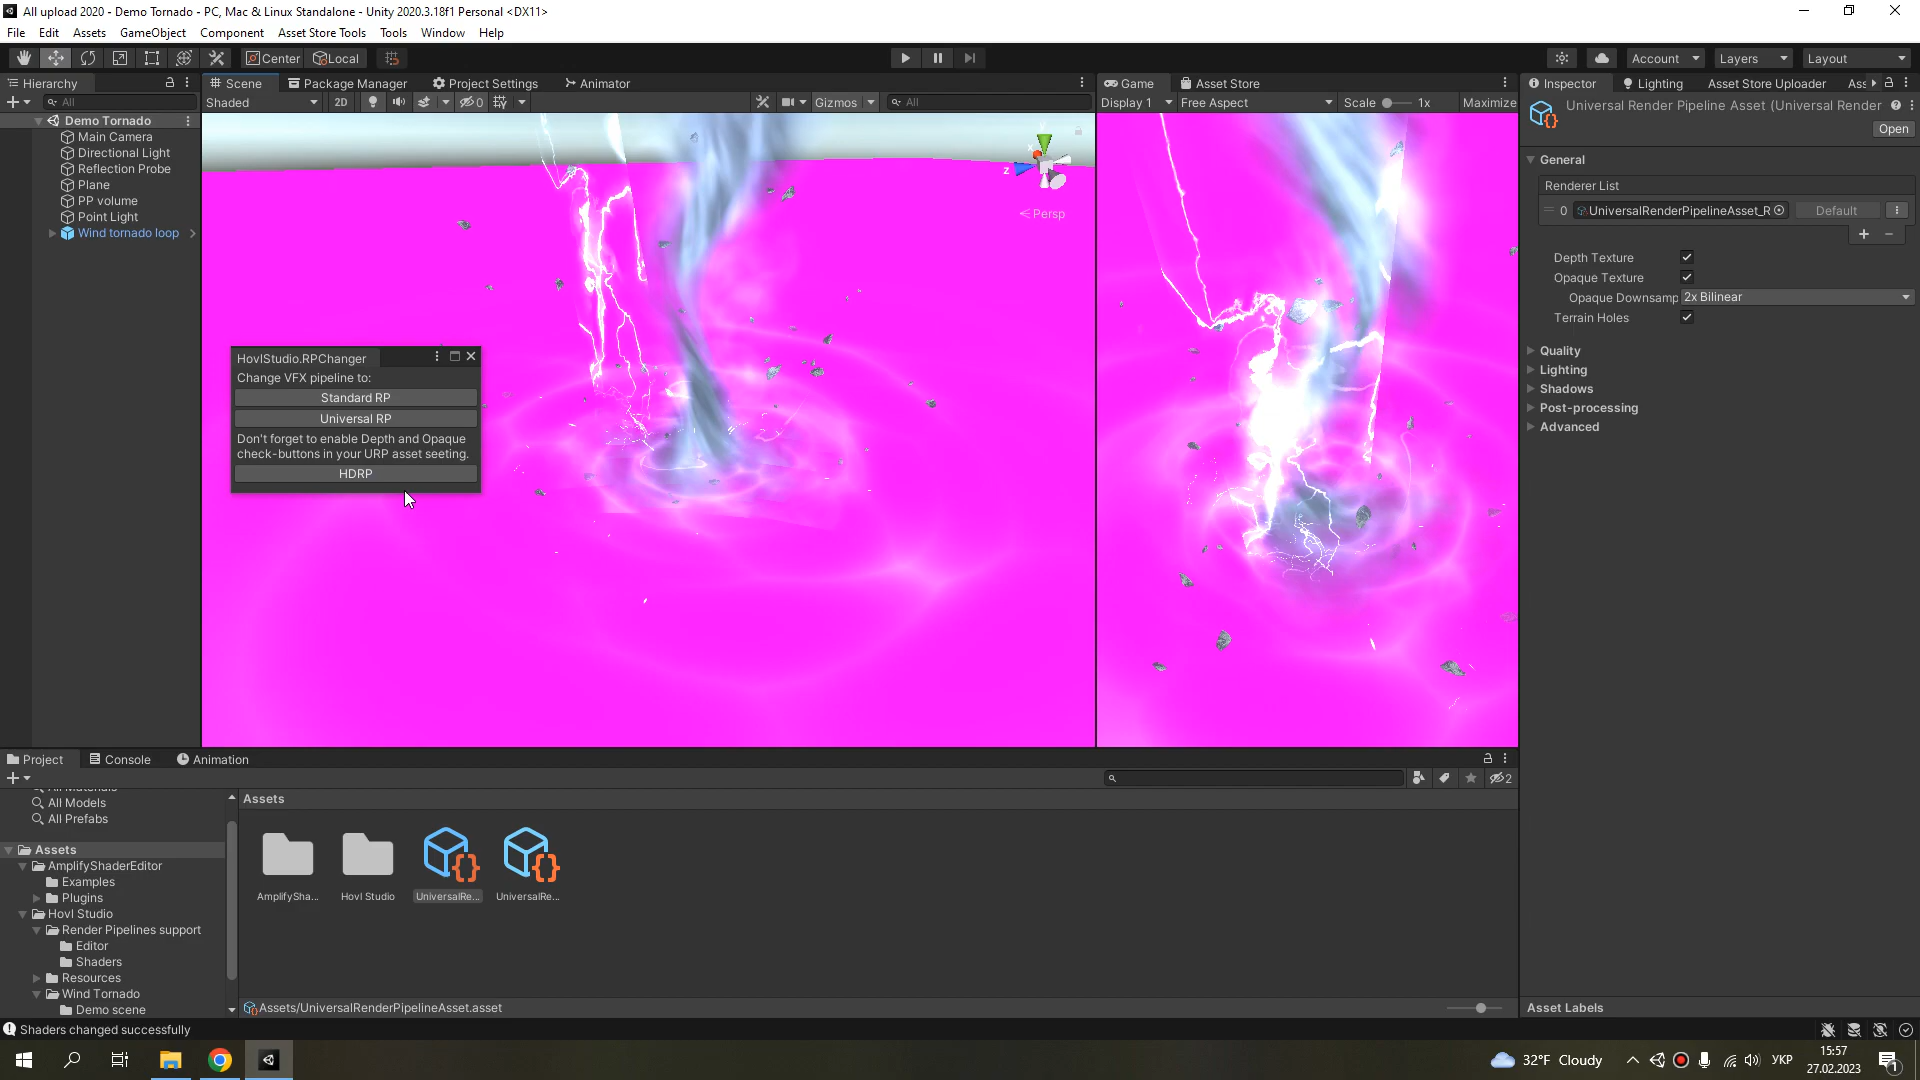 All upload 2020 - Demo Tornado - PC, Mac & Linux Standalone - Unity 2020.3.18f1 Personal <DX11>
File Edit Assets GameObject Component Asset Store Tools Tools Window Help
Center Local Account Layers Layout
Hierarchy
All
Demo Tornado
Main Camera
Directional Light
Reflection Probe
Plane
PP volume
Point Light
Wind tornado loop
Scene Package Manager Project Settings Animator
Shaded 2D 0 Gizmos All
Y
x
z
Persp
HovlStudio.RPChanger
Change VFX pipeline to:
Standard RP
Universal RP
Don't forget to enable Depth and Opaque
check-buttons in your URP asset seeting.
HDRP
Game Asset Store
Display 1 Free Aspect Scale 1x Maximize
Inspector Lighting Asset Store Uploader Ass
Universal Render Pipeline Asset (Universal Render
Open
General
Renderer List
0 UniversalRenderPipelineAsset_R Default
Depth Texture
Opaque Texture
Opaque Downsamp 2x Bilinear
Terrain Holes
Quality
Lighting
Shadows
Post-processing
Advanced
Asset Labels
Project Console Animation
2
All Models
All Prefabs
Assets
AmplifyShaderEditor
Examples
Plugins
Hovl Studio
Render Pipelines support
Editor
Shaders
Resources
Wind Tornado
Demo scene
Assets
AmplifySha... Hovl Studio UniversalRe... UniversalRe...
Assets/UniversalRenderPipelineAsset.asset
Shaders changed successfully
32°F Cloudy УКР 15:57
27.02.2023
1